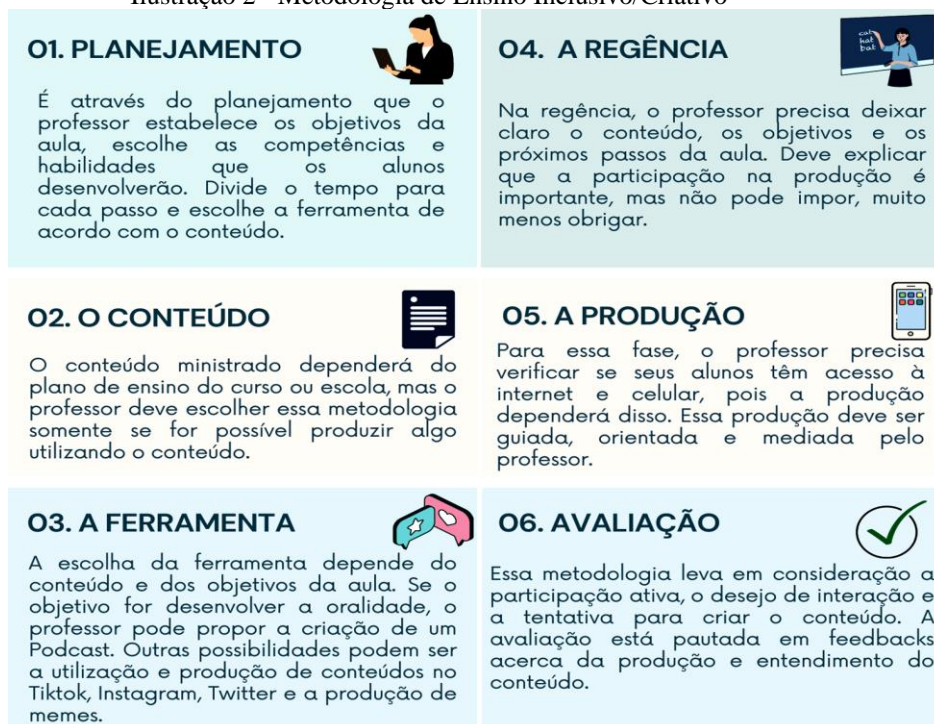 Ilustração 2 - Metodologia de Ensino Inclusivo/Criativo
01. PLANEJAMENTO
É através do planejamento que o
professor estabelece os objetivos da
aula, escolhe as competências e
habilidades que os alunos
desenvolverão. Divide o tempo para
cada passo e escolhe a ferramenta de
acordo com o conteúdo.
02. O CONTEÚDO
O conteúdo ministrado dependerá do
plano de ensino do curso ou escola, mas o
professor deve escolher essa metodologia
somente se for possível produzir algo
utilizando o conteúdo.
03. A FERRAMENTA
A escolha da ferramenta depende do
conteúdo e dos objetivos da aula. Se o
objetivo for desenvolver a oralidade, o
professor pode propor a criação de um
Podcast. Outras possibilidades podem ser
a utilização e produção de conteúdos no
Tiktok, Instagram, Twitter e a produção de
memes.
04. A REGÊNCIA
cat
hat
bat
Na regência, o professor precisa deixar
claro o conteúdo, os objetivos e os
próximos passos da aula. Deve explicar
que a participação na produção é
importante, mas não pode impor, muito
menos obrigar.
05. A PRODUÇÃO
Para essa fase, o professor precisa
verificar se seus alunos têm acesso à
internet e celular, pois a produção
dependerá disso. Essa produção deve ser
guiada, orientada e mediada pelo
professor.
06. AVALIAÇÃO
Essa metodologia leva em consideração a
participação ativa, o desejo de interação e
a tentativa para criar o conteúdo. A
avaliação está pautada em feedbacks
acerca da produção e entendimento do
conteúdo.